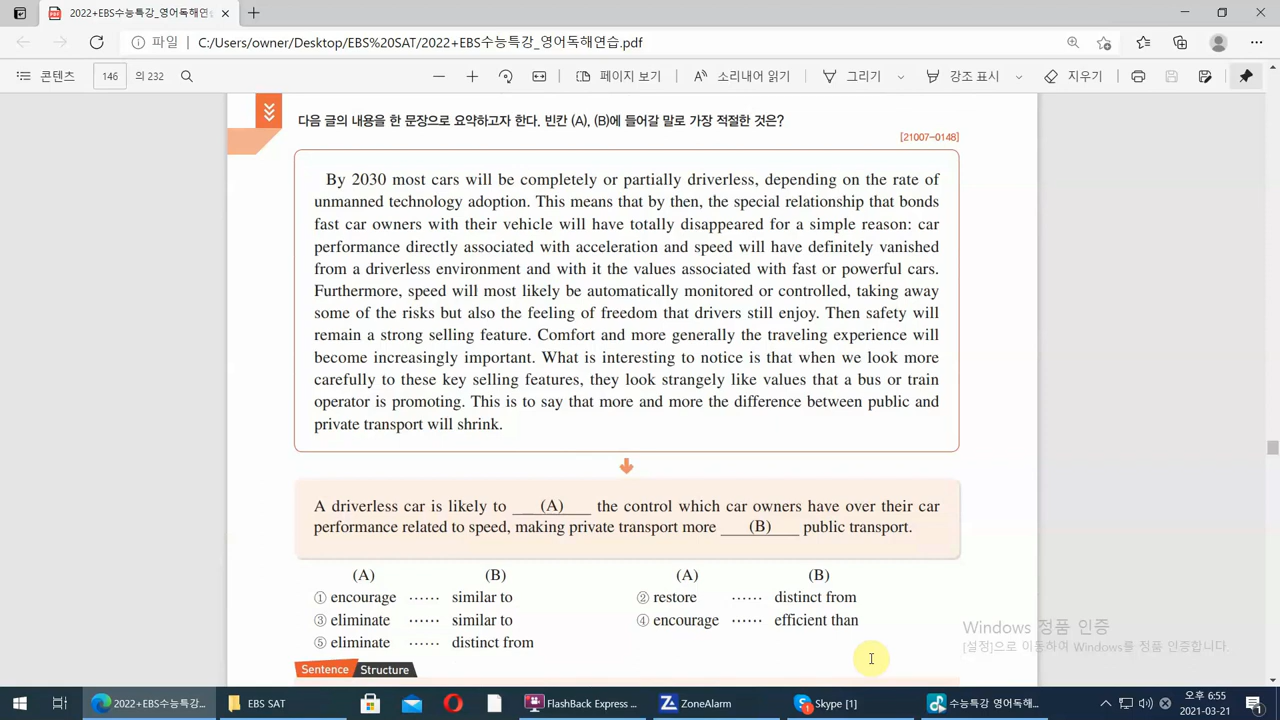 2022+EBS수능특강_영어독해연
파일
C:/Users/owner/Desktop/EBS%20SAT/2022+EBS수능특강_영어독해연습.pdf
콘텐츠
146
의 232
페이지 보기
소리내어 읽기
그리기
강조 표시
지우기
다음 글의 내용을 한 문장으로 요약하고자 한다. 빈칸 (A), (B)에 들어갈 말로 가장 적절한 것은?
[21007-0148]
By 2030 most cars will be completely or partially driverless, depending on the rate of
unmanned technology adoption. This means that by then, the special relationship that bonds
fast car owners with their vehicle will have totally disappeared for a simple reason: car
performance directly associated with acceleration and speed will have definitely vanished
from a driverless environment and with it the values associated with fast or powerful cars.
Furthermore, speed will most likely be automatically monitored or controlled, taking away
some of the risks but also the feeling of freedom that drivers still enjoy. Then safety will
remain a strong selling feature. Comfort and more generally the traveling experience will
become increasingly important. What is interesting to notice is that when we look more
carefully to these key selling features, they look strangely like values that a bus or train
operator is promoting. This is to say that more and more the difference between public and
private transport will shrink.
A driverless car is likely to (A) the control which car owners have over their car
performance related to speed, making private transport more (B) public transport.
(A) (B) (A) (B)
① encourage …… similar to ② restore …… distinct from
③ eliminate …… similar to ④ encourage …… efficient than
⑤ eliminate …… distinct from
Windows 정품 인증
[설정]으로 이동하여 Windows를 정품 인증합니다.
Sentence Structure
2022+EBS수능특강_
EBS SAT
FlashBack Express ...
ZoneAlarm
Skype [1]
수능특강 영어독해...
오후 6:55
2021-03-21